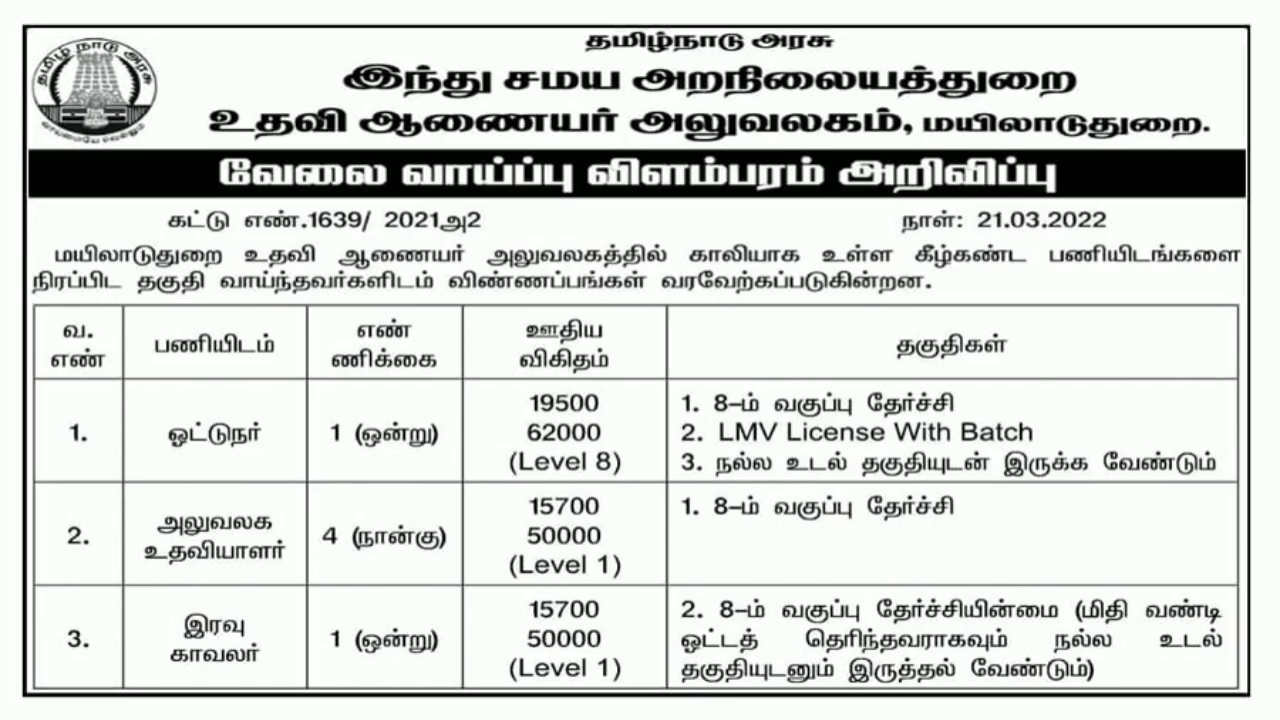 தமிழ்நாடு அரசு
தமிழ் நாடு அரசு
வாய்மையே வெல்லும்
இந்து சமய அறநிலையத்துறை
உதவி ஆணையர் அலுவலகம், மயிலாடுதுறை.
வேலை வாய்ப்பு விளம்பரம் அறிவிப்பு
கட்டு எண்.1639/ 2021அ2 நாள்: 21.03.2022
மயிலாடுதுறை உதவி ஆணையர் அலுவலகத்தில் காலியாக உள்ள கீழ்கண்ட பணியிடங்களை
நிரப்பிட தகுதி வாய்ந்தவர்களிடம் விண்ணப்பங்கள் வரவேற்கப்படுகின்றன.
வ.
எண்
பணியிடம்
எண்
ணிக்கை
ஊதிய
விகிதம்
தகுதிகள்
1.
ஓட்டுநர்
1 (ஒன்று)
19500
62000
(Level 8)
1. 8-ம் வகுப்பு தேர்ச்சி
2. LMV License With Batch
3. நல்ல உடல் தகுதியுடன் இருக்க வேண்டும்
2.
அலுவலக
உதவியாளர்
4 (நான்கு)
15700
50000
(Level 1)
1. 8-ம் வகுப்பு தேர்ச்சி
3.
இரவு
காவலர்
1 (ஒன்று)
15700
50000
(Level 1)
2. 8-ம் வகுப்பு தேர்ச்சியின்மை (மிதி வண்டி
ஓட்டத் தெரிந்தவராகவும் நல்ல உடல்
தகுதியுடனும் இருத்தல் வேண்டும்)